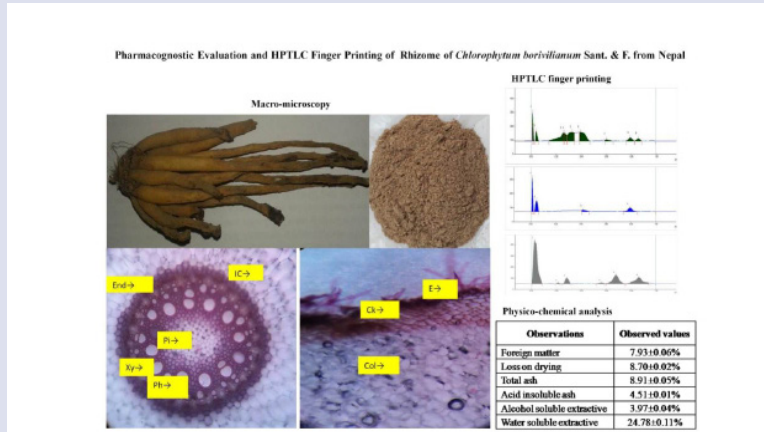 Pharmacognostic Evaluation and HPTLC Finger Printing of Rhizome of Chlorophytum borivilianum Sant. & F. from Nepal
HPTLC finger printing
Macro-microscopy
IC→
End→
Pi→
Xy→
Ph→
E→
Ck→
Col→
Physico-chemical analysis
Observations Observed values
Foreign matter 7.93±0.06%
Loss on drying 8.70±0.02%
Total ash 8.91±0.05%
Acid insoluble ash 4.51±0.01%
Alcohol soluble extractive 3.97±0.04%
Water soluble extractive 24.78±0.11%